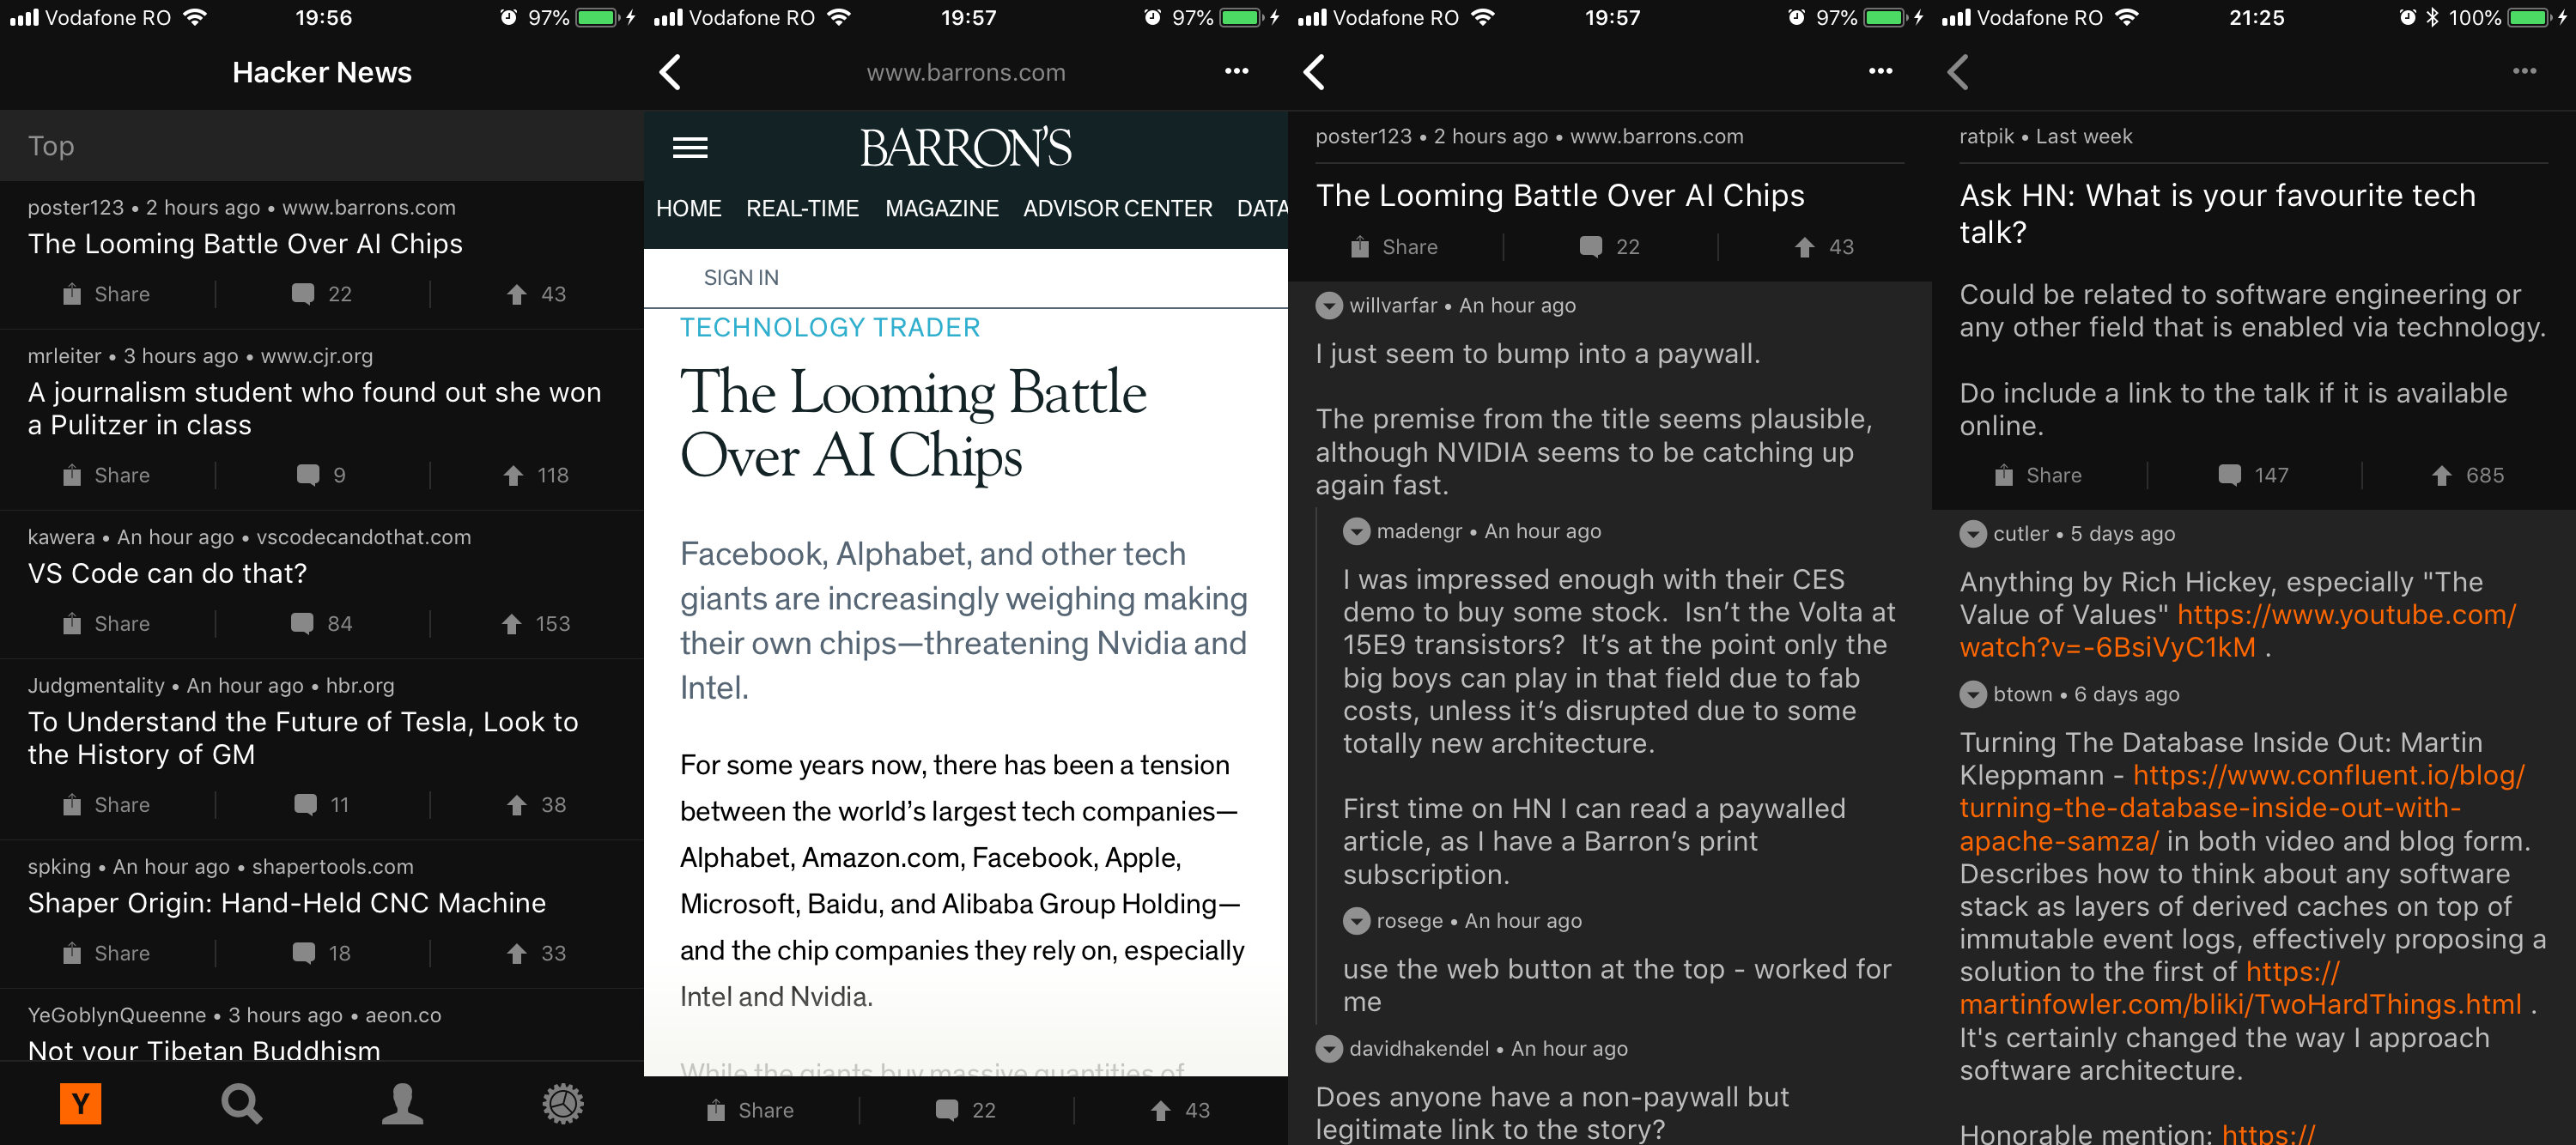 Vodafone RO 19:56 97%
Hacker News
Top
poster123 • 2 hours ago • www.barrons.com
The Looming Battle Over AI Chips
Share 22 43
mrleiter • 3 hours ago • www.cjr.org
A journalism student who found out she won
a Pulitzer in class
Share 9 118
kawera • An hour ago • vscodecandothat.com
VS Code can do that?
Share 84 153
Judgmentality • An hour ago • hbr.org
To Understand the Future of Tesla, Look to
the History of GM
Share 11 38
spking • An hour ago • shapertools.com
Shaper Origin: Hand-Held CNC Machine
Share 18 33
YeGoblynQueenne • 3 hours ago • aeon.co
Not your Tibetan Buddhism
Y
Vodafone RO 19:57 97%
www.barrons.com
BARRON'S
HOME REAL-TIME MAGAZINE ADVISOR CENTER DATA
SIGN IN
TECHNOLOGY TRADER
The Looming Battle
Over AI Chips
Facebook, Alphabet, and other tech
giants are increasingly weighing making
their own chips—threatening Nvidia and
Intel.
For some years now, there has been a tension
between the world’s largest tech companies—
Alphabet, Amazon.com, Facebook, Apple,
Microsoft, Baidu, and Alibaba Group Holding—
and the chip companies they rely on, especially
Intel and Nvidia.
While the giants buy massive quantities of
Share 22 43
Vodafone RO 19:57 97%
poster123 • 2 hours ago • www.barrons.com
The Looming Battle Over AI Chips
Share 22 43
willvarfar • An hour ago
I just seem to bump into a paywall.
The premise from the title seems plausible,
although NVIDIA seems to be catching up
again fast.
madengr • An hour ago
I was impressed enough with their CES
demo to buy some stock.  Isn’t the Volta at
15E9 transistors?  It’s at the point only the
big boys can play in that field due to fab
costs, unless it’s disrupted due to some
totally new architecture.
First time on HN I can read a paywalled
article, as I have a Barron’s print
subscription.
rosege • An hour ago
use the web button at the top - worked for
me
davidhakendel • An hour ago
Does anyone have a non-paywall but
legitimate link to the story?
Vodafone RO 21:25 100%
ratpik • Last week
Ask HN: What is your favourite tech
talk?
Could be related to software engineering or
any other field that is enabled via technology.
Do include a link to the talk if it is available
online.
Share 147 685
cutler • 5 days ago
Anything by Rich Hickey, especially "The
Value of Values" https://www.youtube.com/
watch?v=-6BsiVyC1kM .
btown • 6 days ago
Turning The Database Inside Out: Martin
Kleppmann - https://www.confluent.io/blog/
turning-the-database-inside-out-with-
apache-samza/ in both video and blog form.
Describes how to think about any software
stack as layers of derived caches on top of
immutable event logs, effectively proposing a
solution to the first of https://
martinfowler.com/bliki/TwoHardThings.html .
It's certainly changed the way I approach
software architecture.
Honorable mention: https://